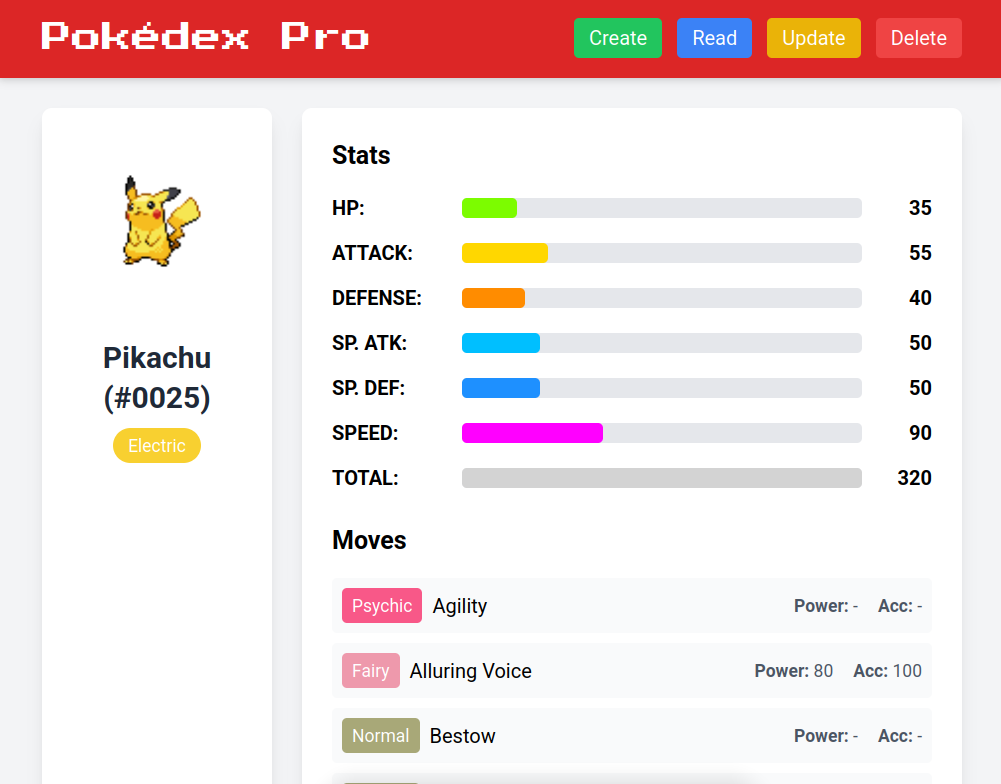 Pokédex Pro
Create Read Update Delete
Pikachu
(#0025)
Electric
Stats
HP: 35
ATTACK: 55
DEFENSE: 40
SP. ATK: 50
SP. DEF: 50
SPEED: 90
TOTAL: 320
Moves
Psychic Agility Power: - Acc: -
Fairy Alluring Voice Power: 80 Acc: 100
Normal Bestow Power: - Acc: -